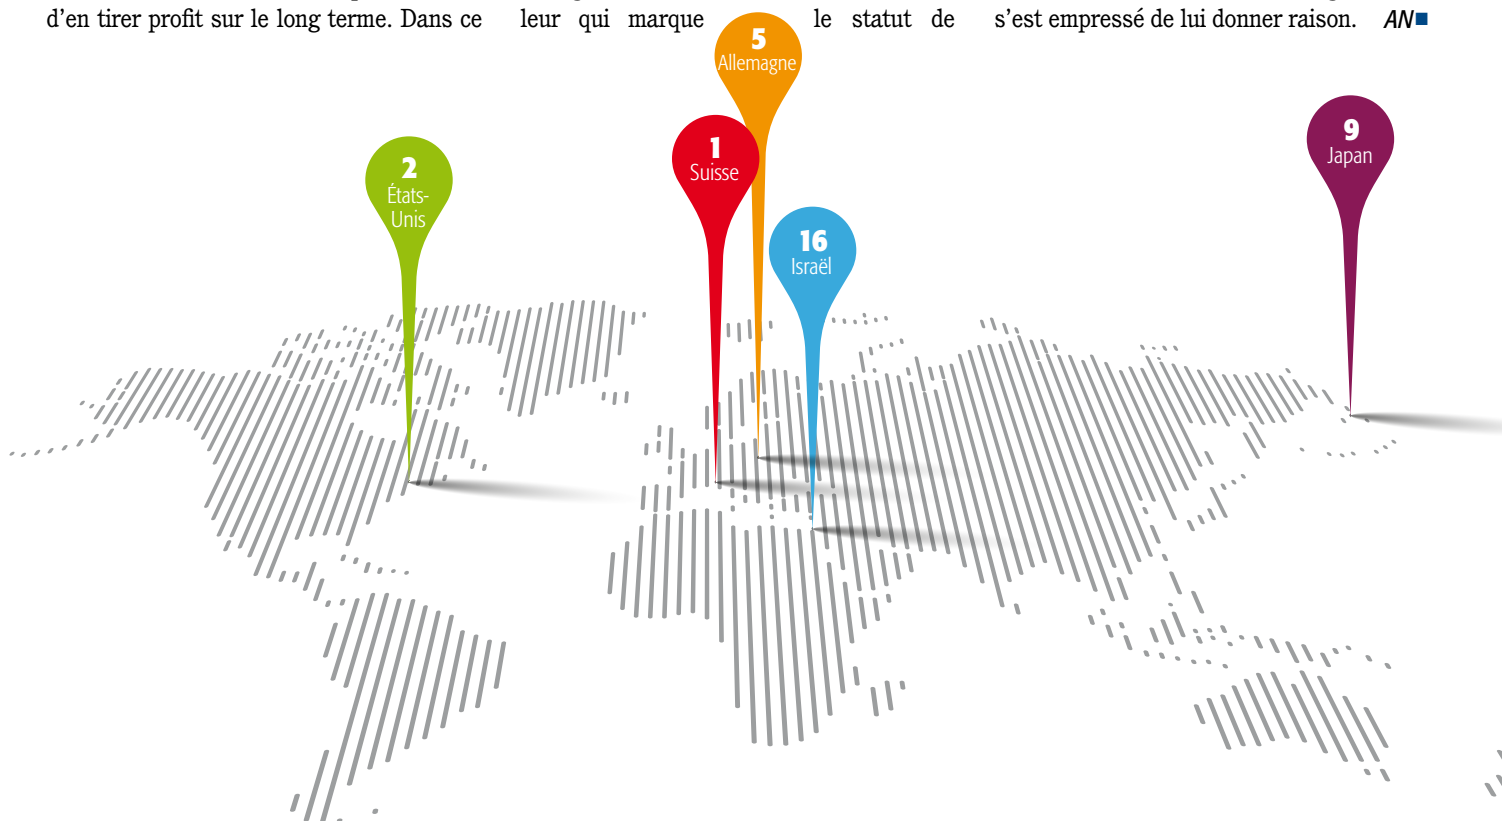 d'en tirer profit sur le long terme. Dans ce
leur qui marque le statut de
s'est empressé de lui donner raison. AN
5
Allemagne
1
Suisse
2
États-
Unis
16
Israël
9
Japan